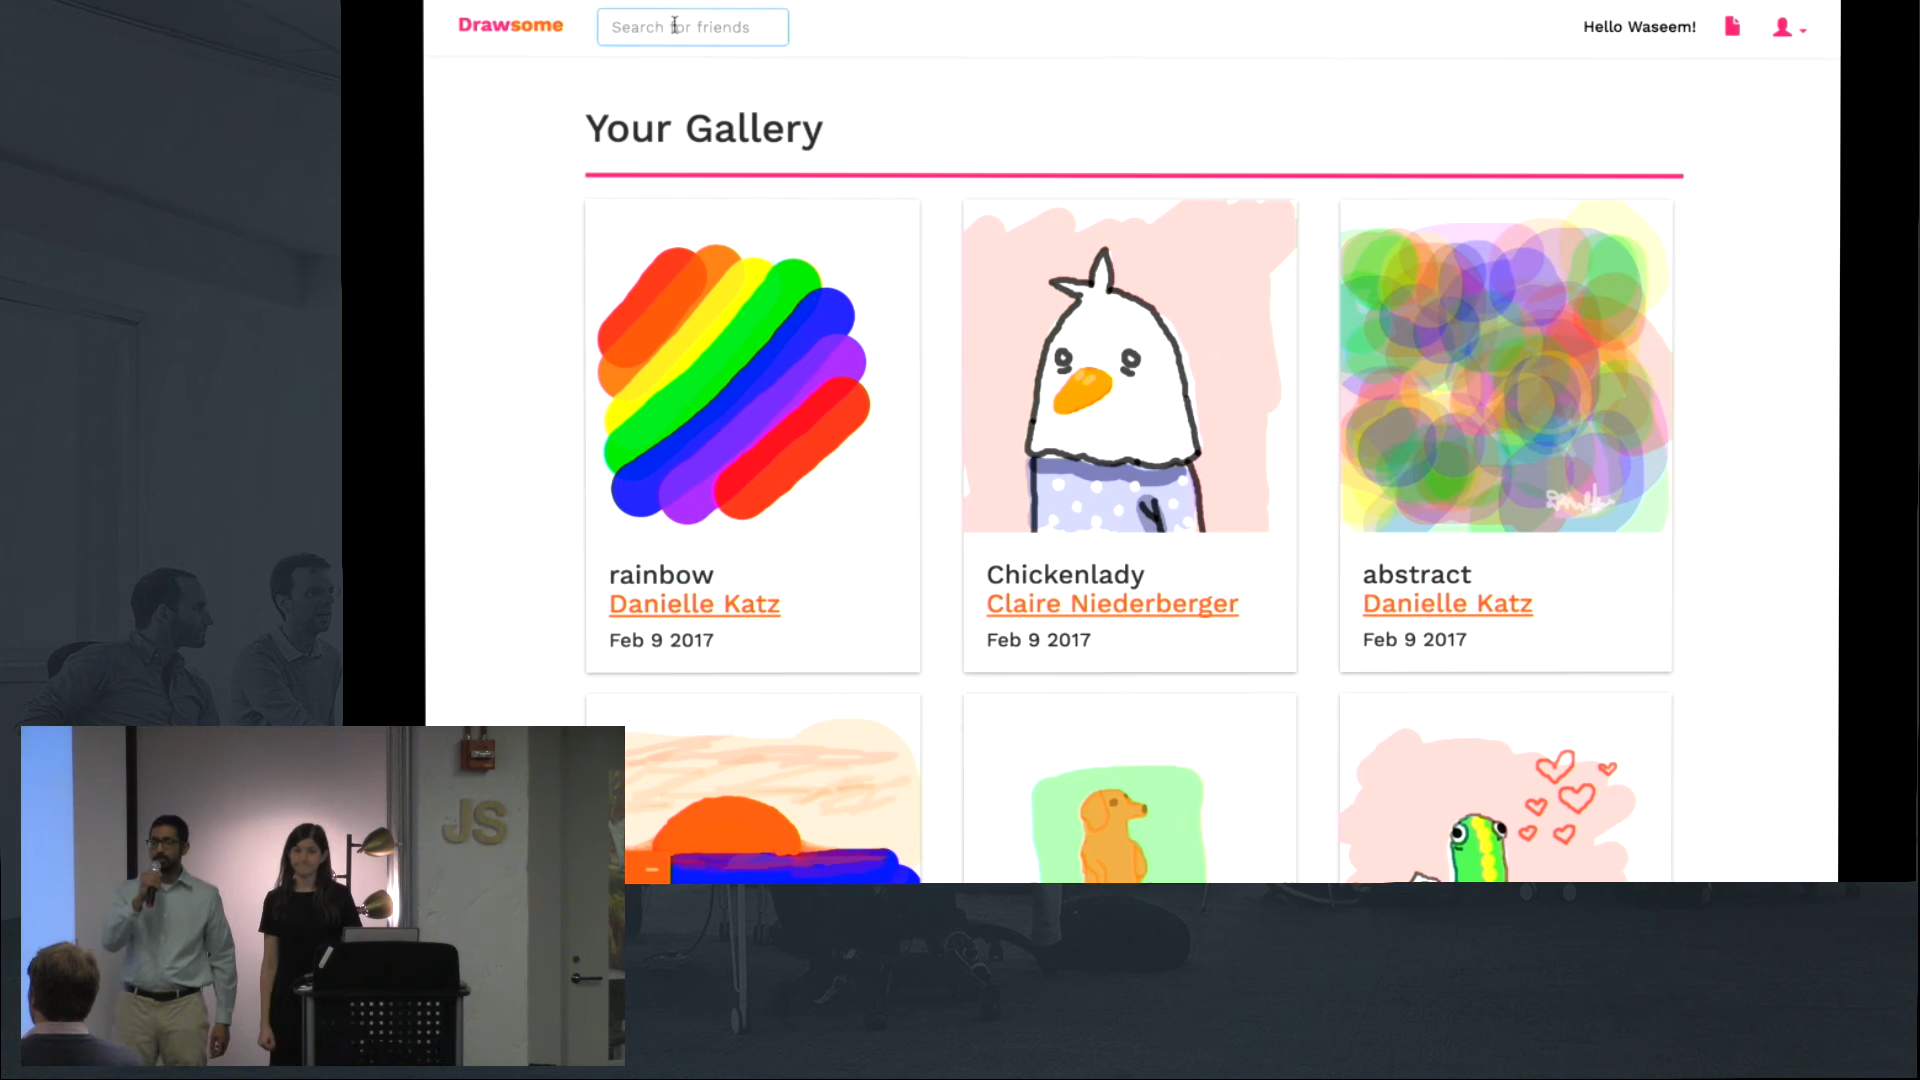 Drawsome
Search for friends
Hello Waseem!
Your Gallery
rainbow
Danielle Katz
Feb 9 2017
Chickenlady
Claire Niederberger
Feb 9 2017
abstract
Danielle Katz
Feb 9 2017
JS